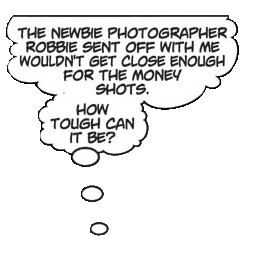 THE NEWBIE PHOTOGRAPHER
ROBBIE SENT OFF WITH ME
WOULDN'T GET CLOSE ENOUGH
FOR THE MONEY
SHOTS.
HOW
TOUGH CAN
IT BE?